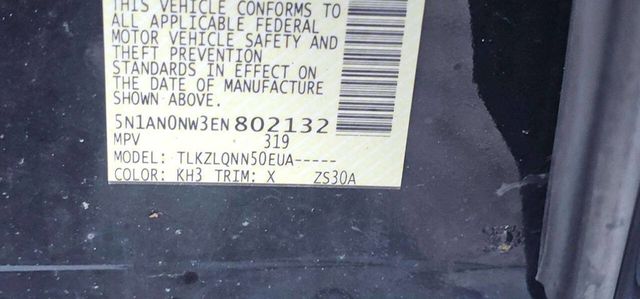 THIS VEHICLE CONFORMS TO
ALL APPLICABLE FEDERAL
MOTOR VEHICLE SAFETY AND
THEFT PREVENTION
STANDARDS IN EFFECT ON
THE DATE OF MANUFACTURE
SHOWN ABOVE.
5N1AN0NW3EN802132
MPV 319
MODEL: TLKZLQNN50EUA-----
COLOR: KH3 TRIM: X ZS30A